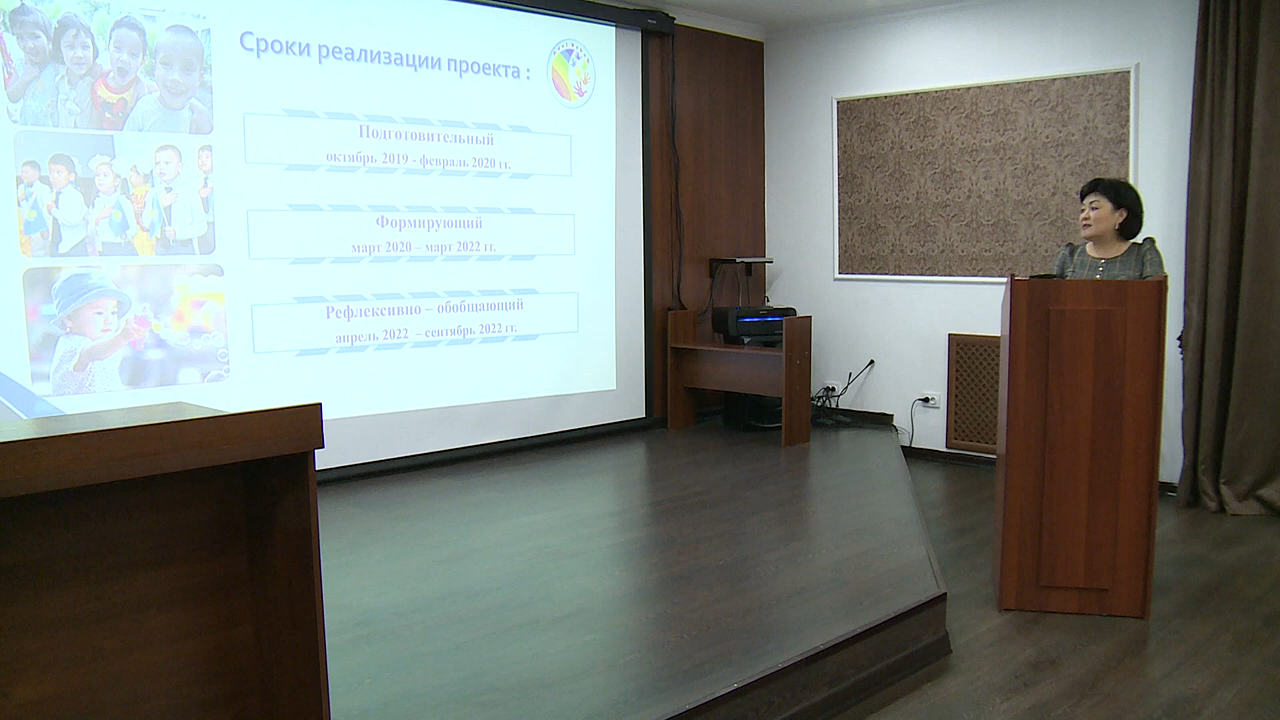 Сроки реализации проекта :
Подготовительный
октябрь 2019 - февраль 2020 гг.
Формирующий
март 2020 – март 2022 гг.
Рефлексивно – обобщающий
апрель 2022 – сентябрь 2022 гг.